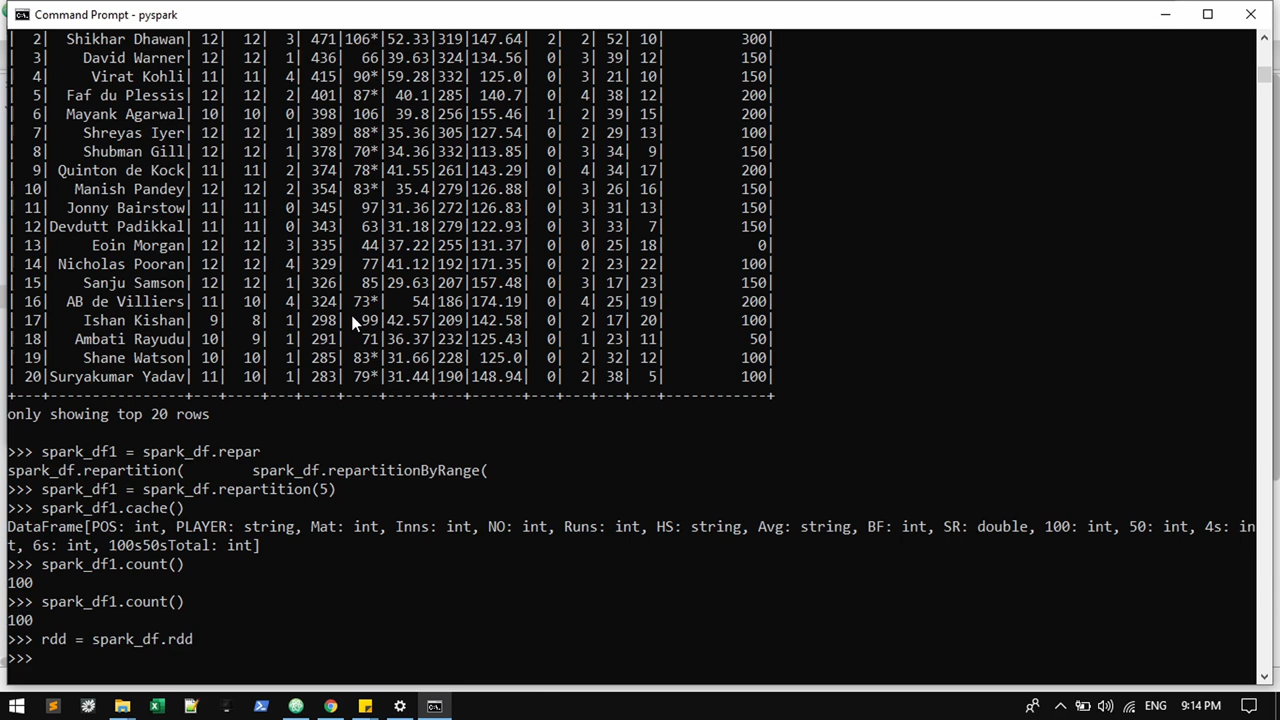 Command Prompt - pyspark
|  2|  Shikhar Dhawan| 12|  12|  3| 471|106*|52.33|319|147.64|  2|  2| 52| 10|         300|
|  3|    David Warner| 12|  12|  1| 436|  66|39.63|324|134.56|  0|  3| 39| 12|         150|
|  4|     Virat Kohli| 11|  11|  4| 415| 90*|59.28|332| 125.0|  0|  3| 21| 10|         150|
|  5|  Faf du Plessis| 12|  12|  2| 401| 87*| 40.1|285| 140.7|  0|  4| 38| 12|         200|
|  6|  Mayank Agarwal| 10|  10|  0| 398| 106| 39.8|256|155.46|  1|  2| 39| 15|         200|
|  7|    Shreyas Iyer| 12|  12|  1| 389| 88*|35.36|305|127.54|  0|  2| 29| 13|         100|
|  8|    Shubman Gill| 12|  12|  1| 378| 70*|34.36|332|113.85|  0|  3| 34|  9|         150|
|  9| Quinton de Kock| 11|  11|  2| 374| 78*|41.55|261|143.29|  0|  4| 34| 17|         200|
| 10|   Manish Pandey| 12|  12|  2| 354| 83*| 35.4|279|126.88|  0|  3| 26| 16|         150|
| 11|  Jonny Bairstow| 11|  11|  0| 345|  97|31.36|272|126.83|  0|  3| 31| 13|         150|
| 12|Devdutt Padikkal| 11|  11|  0| 343|  63|31.18|279|122.93|  0|  3| 33|  7|         150|
| 13|     Eoin Morgan| 12|  12|  3| 335|  44|37.22|255|131.37|  0|  0| 25| 18|           0|
| 14| Nicholas Pooran| 12|  12|  4| 329|  77|41.12|192|171.35|  0|  2| 23| 22|         100|
| 15|    Sanju Samson| 12|  12|  1| 326|  85|29.63|207|157.48|  0|  3| 17| 23|         150|
| 16|  AB de Villiers| 11|  10|  4| 324| 73*|   54|186|174.19|  0|  4| 25| 19|         200|
| 17|    Ishan Kishan|  9|   8|  1| 298|  99|42.57|209|142.58|  0|  2| 17| 20|         100|
| 18|   Ambati Rayudu| 10|   9|  1| 291|  71|36.37|232|125.43|  0|  1| 23| 11|          50|
| 19|    Shane Watson| 10|  10|  1| 285| 83*|31.66|228| 125.0|  0|  2| 32| 12|         100|
| 20|Suryakumar Yadav| 11|  10|  1| 283| 79*|31.44|190|148.94|  0|  2| 38|  5|         100|
+---+----------------+---+----+---+----+----+-----+---+------+---+---+---+---+------------+
only showing top 20 rows
>>> spark_df1 = spark_df.repar
spark_df.repartition(        spark_df.repartitionByRange(
>>> spark_df1 = spark_df.repartition(5)
>>> spark_df1.cache()
DataFrame[POS: int, PLAYER: string, Mat: int, Inns: int, NO: int, Runs: int, HS: string, Avg: string, BF: int, SR: double, 100: int, 50: int, 4s: in
t, 6s: int, 100s50sTotal: int]
>>> spark_df1.count()
100
>>> spark_df1.count()
100
>>> rdd = spark_df.rdd
>>>
ENG 9:14 PM